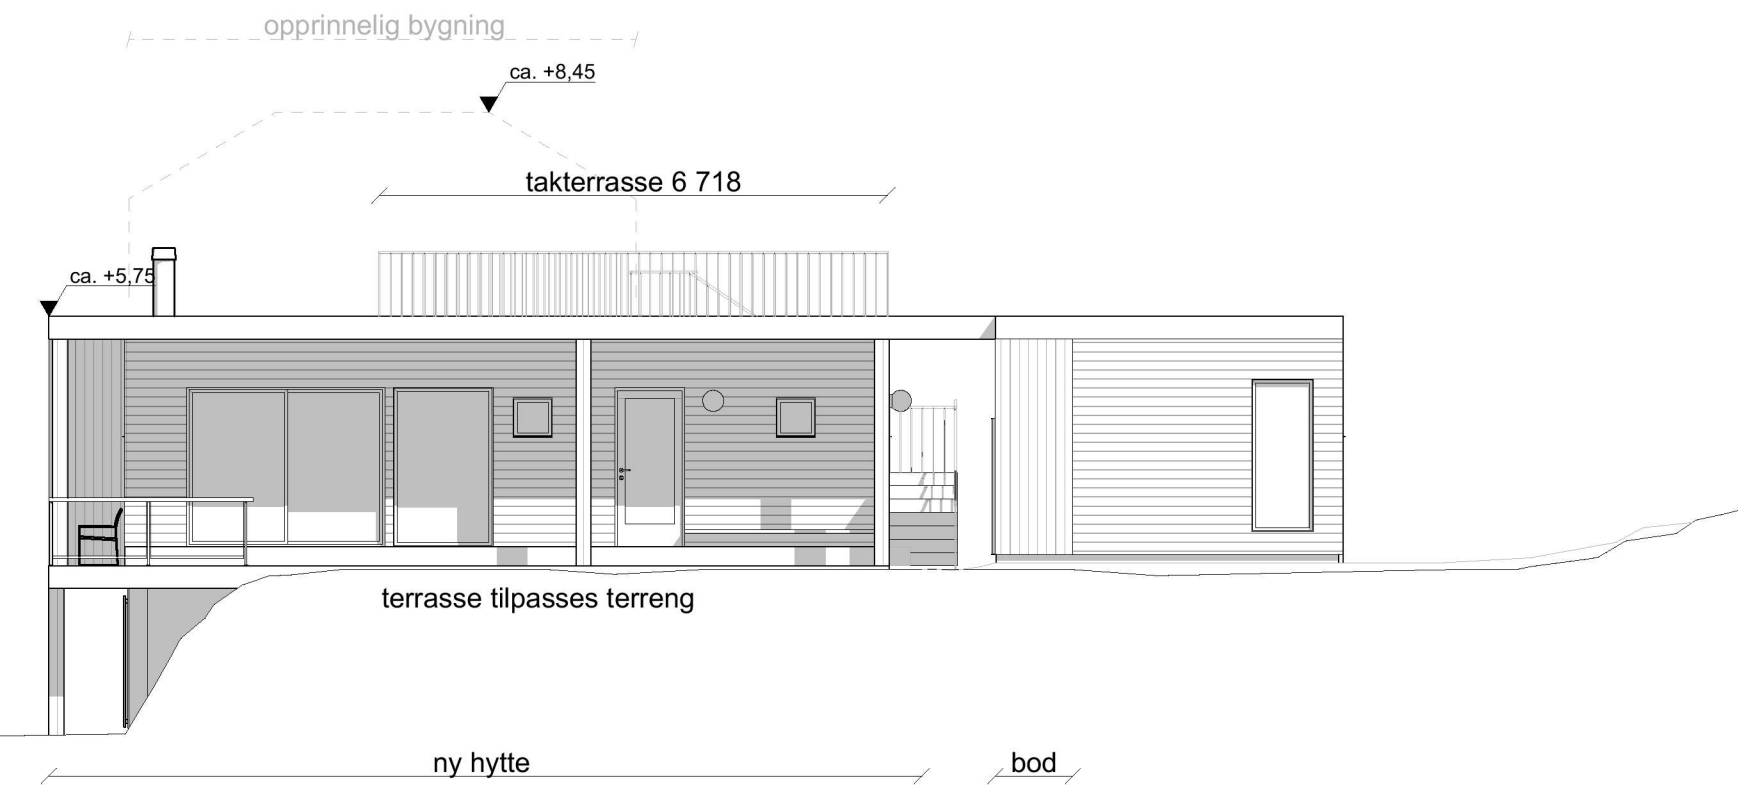 opprinnelig bygning
ca. +8,45
takterrasse 6 718
ca. +5,75
terrasse tilpasses terreng
ny hytte
bod